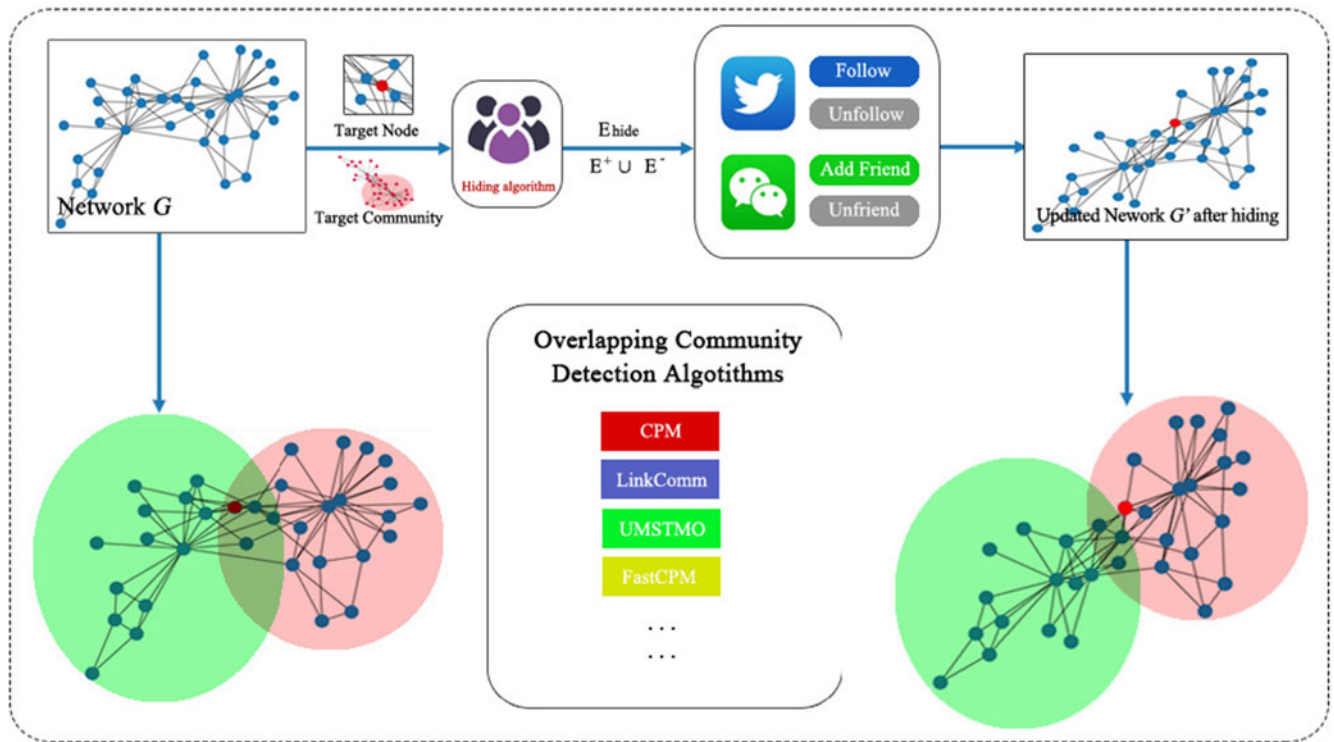 Network G
Target Node
Target Community
Hiding algorithm
E hide
E⁺ ∪ E⁻
Follow
Unfollow
Add Friend
Unfriend
Updated Nework G’ after hiding
Overlapping Community
Detection Algotithms
CPM
LinkComm
UMSTMO
FastCPM
. . .
. . .